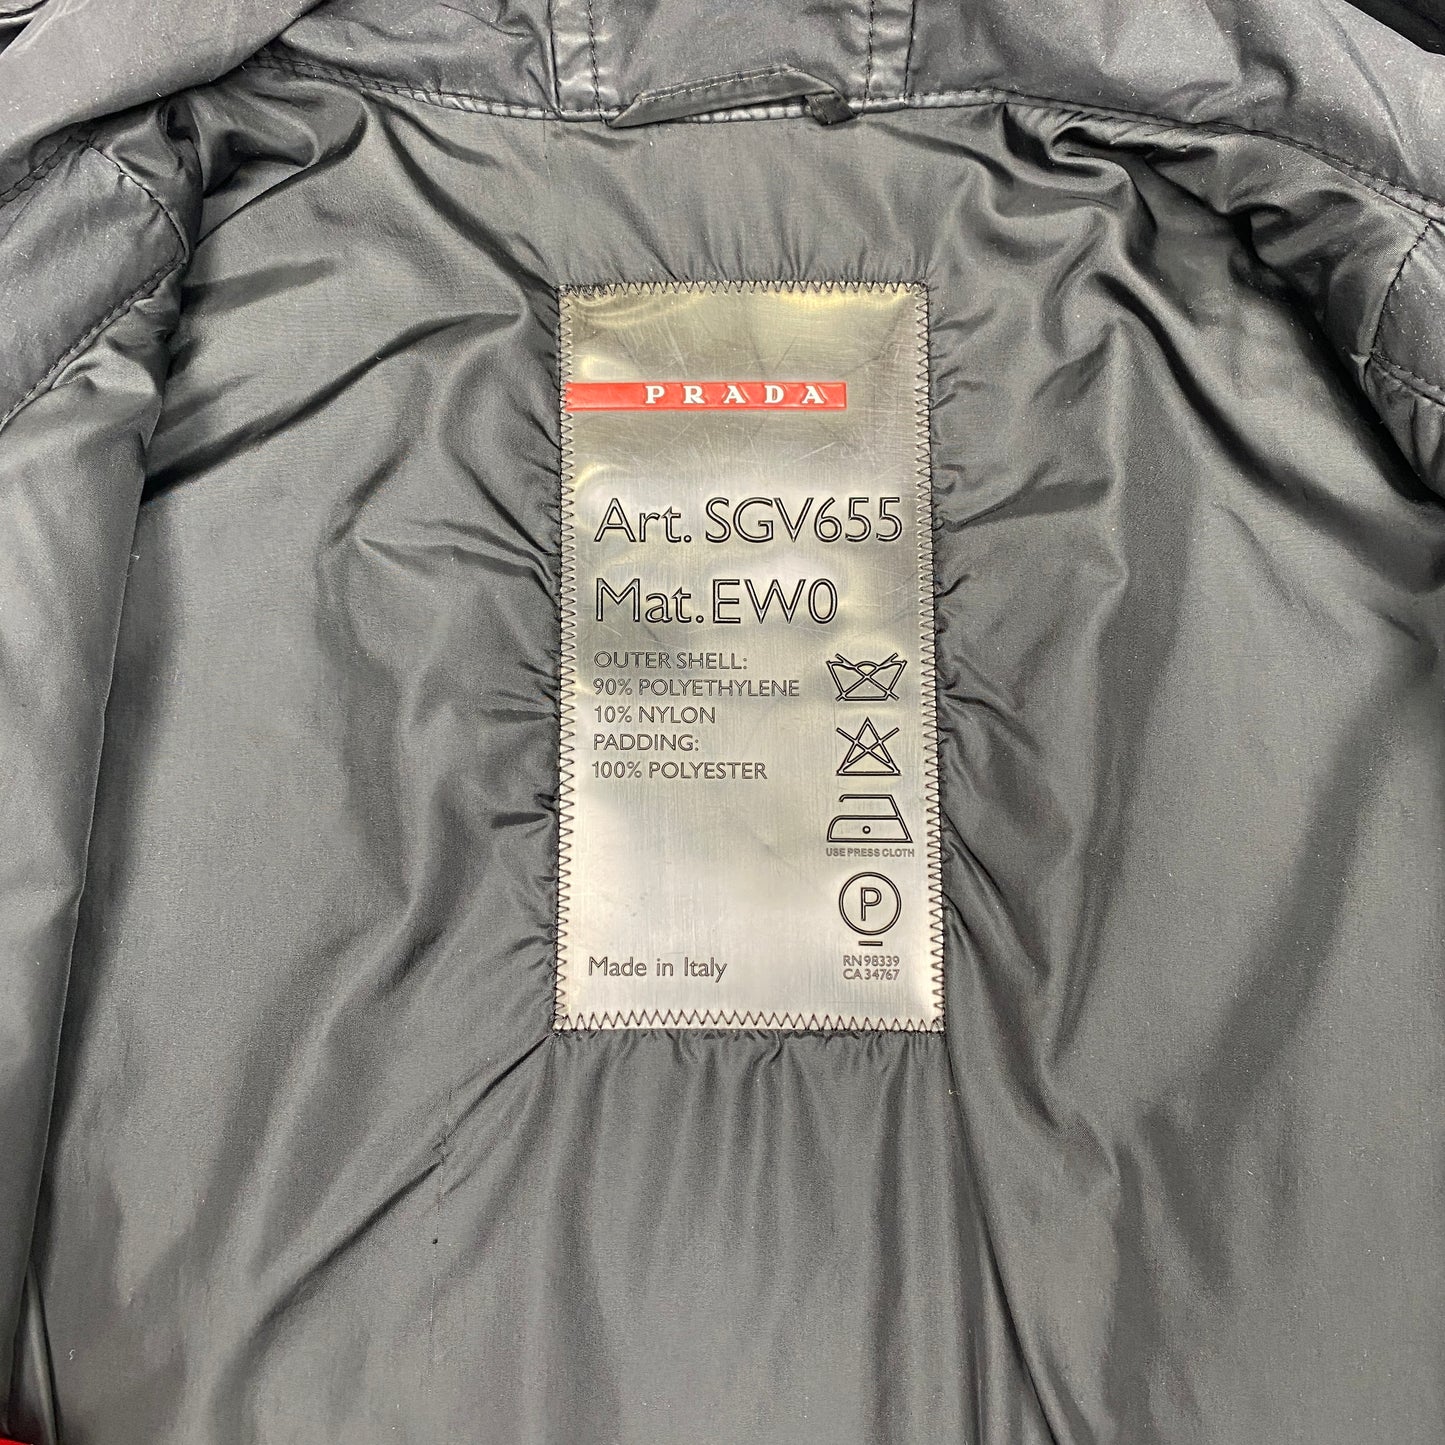 PRADA
Art. SGV655
Mat.EW0
OUTER SHELL:
90% POLYETHYLENE
10% NYLON
PADDING:
100% POLYESTER
USE PRESS CLOTH
P
Made in Italy
RN 98339
CA 34767